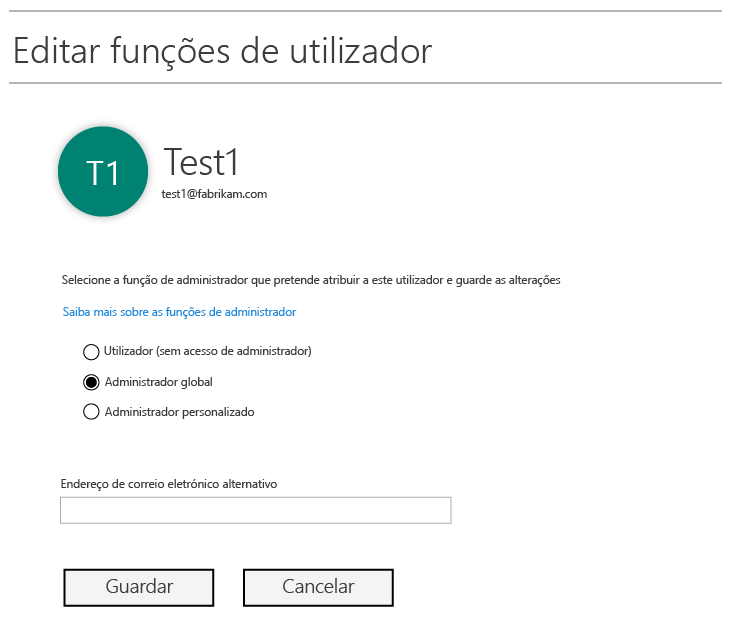 Editar funções de utilizador
T1
Test1
test1@fabrikam.com
Selecione a função de administrador que pretende atribuir a este utilizador e guarde as alterações
Saiba mais sobre as funções de administrador
Utilizador (sem acesso de administrador)
Administrador global
Administrador personalizado
Endereço de correio eletrónico alternativo
Guardar
Cancelar